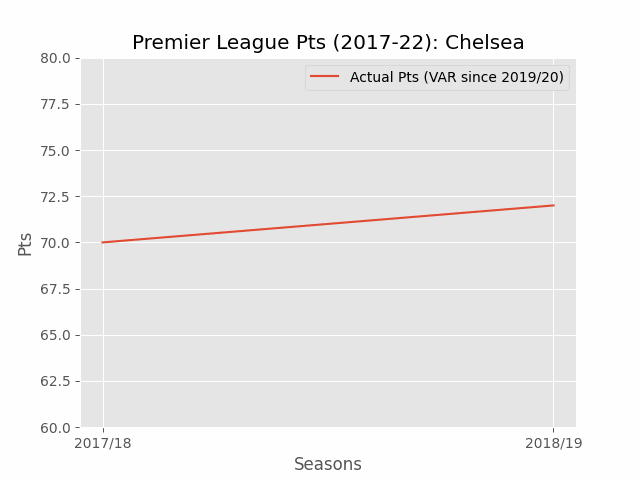 Premier League Pts (2017-22): Chelsea
Actual Pts (VAR since 2019/20)
80.0
77.5
75.0
72.5
70.0
67.5
65.0
62.5
60.0
Pts
2017/18 2018/19
Seasons